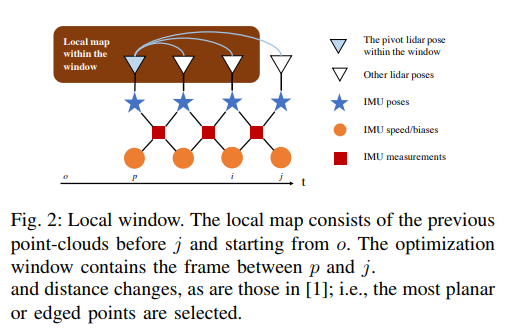 Local map
within the
window
The pivot lidar pose
within the window
Other lidar poses
IMU poses
IMU speed/biases
IMU measurements
o
p
i
j
t
Fig. 2: Local window. The local map consists of the previous
point-clouds before j and starting from o. The optimization
window contains the frame between p and j.
and distance changes, as are those in [1]; i.e., the most planar
or edged points are selected.